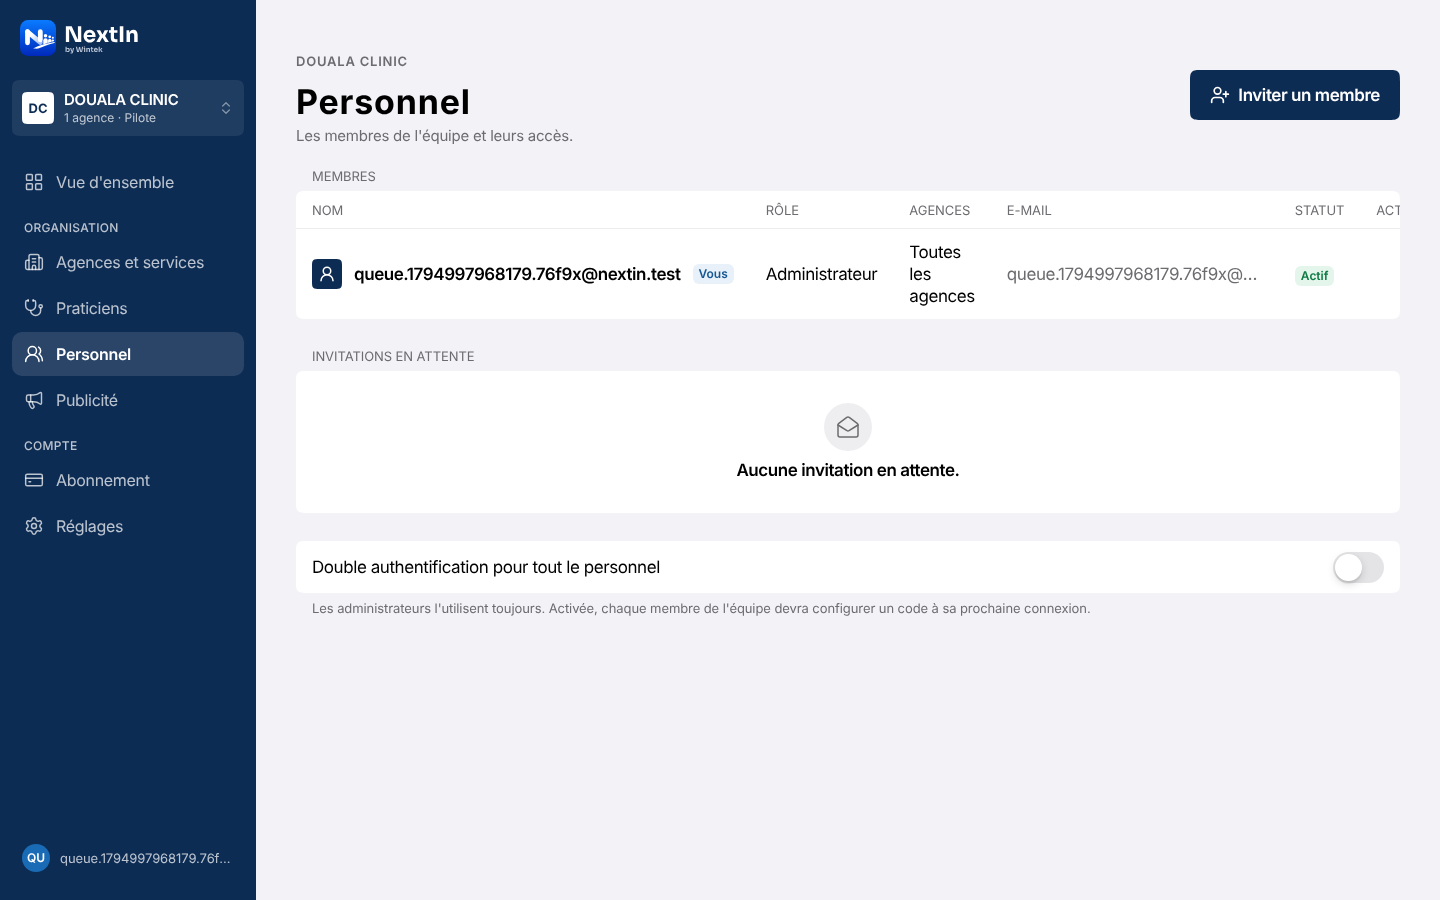 NextIn
by Wintek
DC
DOUALA CLINIC
1 agence · Pilote
Vue d'ensemble
ORGANISATION
Agences et services
Praticiens
Personnel
Publicité
COMPTE
Abonnement
Réglages
QU
queue.1794997968179.76f...
DOUALA CLINIC
Personnel
Les membres de l'équipe et leurs accès.
Inviter un membre
MEMBRES
NOM RÔLE AGENCES E-MAIL STATUT ACT
queue.1794997968179.76f9x@nextin.test Vous Administrateur Toutes les agences queue.1794997968179.76f9x@... Actif
INVITATIONS EN ATTENTE
Aucune invitation en attente.
Double authentification pour tout le personnel
Les administrateurs l'utilisent toujours. Activée, chaque membre de l'équipe devra configurer un code à sa prochaine connexion.